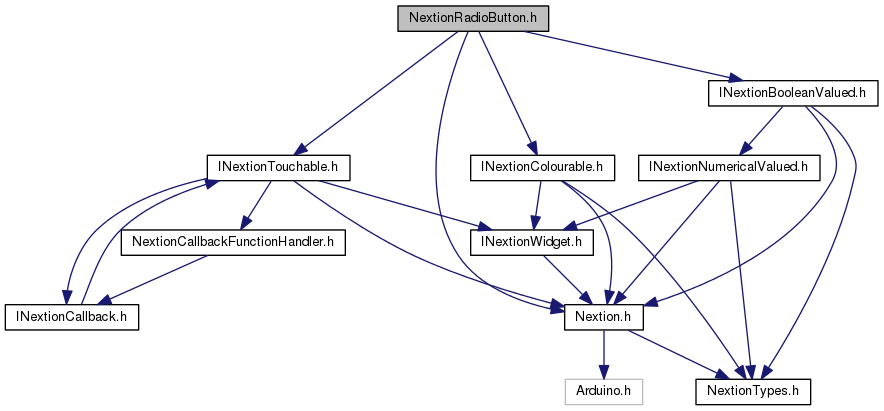 NextionRadioButton.h
INextionBooleanValued.h
INextionTouchable.h
INextionColourable.h
INextionNumericalValued.h
NextionCallbackFunctionHandler.h
INextionWidget.h
INextionCallback.h
Nextion.h
Arduino.h
NextionTypes.h